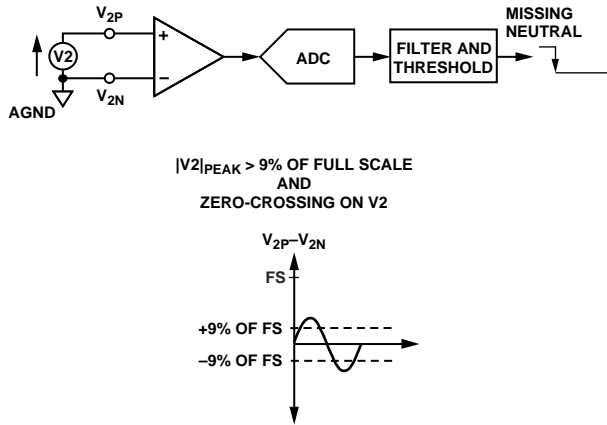 V2P
V2
+
−
V2N
AGND
ADC
FILTER AND
THRESHOLD
MISSING
NEUTRAL
|V2|PEAK > 9% OF FULL SCALE
AND
ZERO-CROSSING ON V2
V2P–V2N
FS
+9% OF FS
–9% OF FS